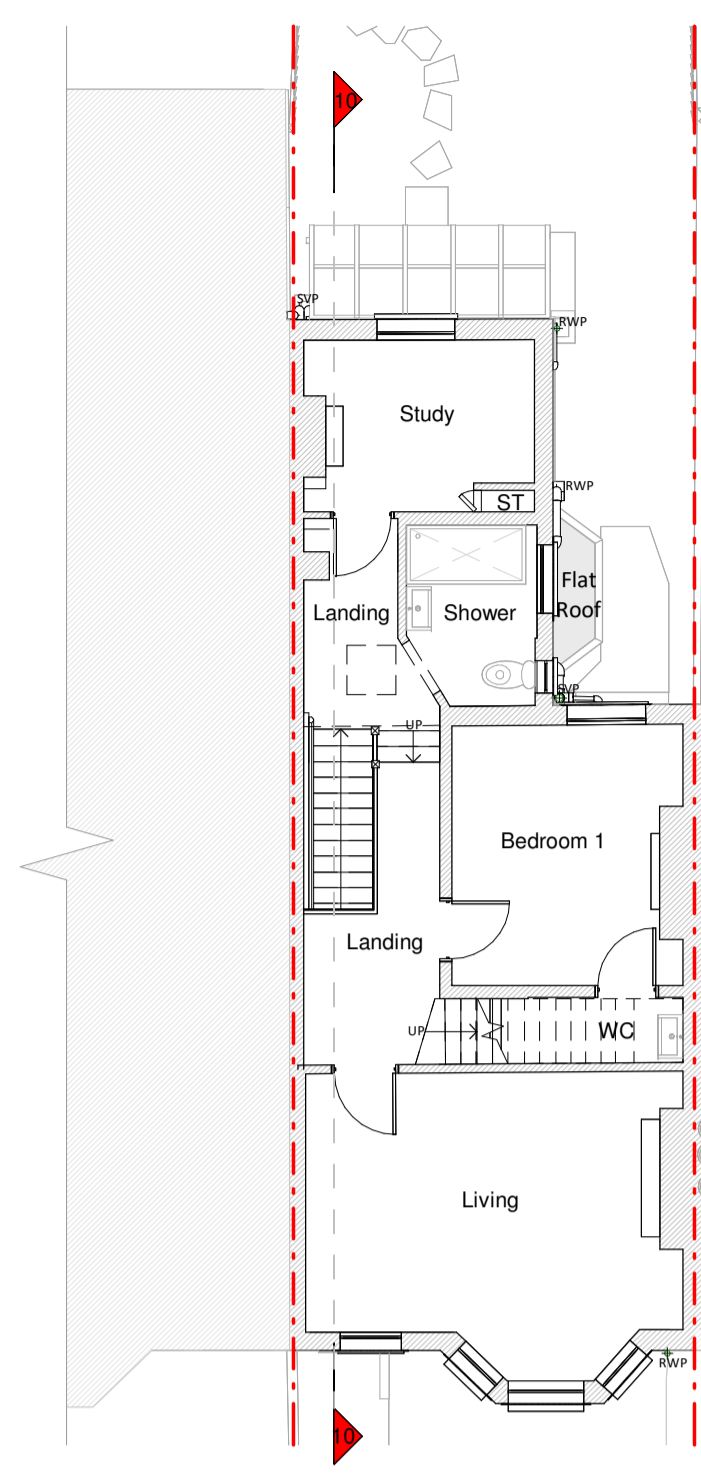 10
SVP
RWP
Study
RWP
ST
Flat
Roof
Landing
Shower
SVP
UP
Bedroom 1
Landing
UP
WC
Living
RWP
10